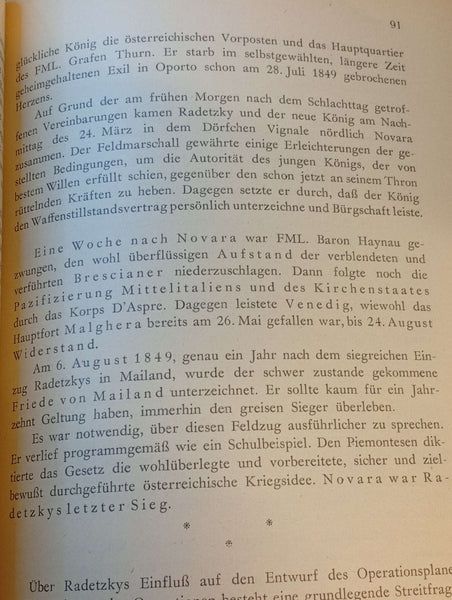 91
glückliche König die österreichischen Vorposten und das Hauptquartier
des FML. Grafen Thurn. Er starb im selbstgewählten, längere Zeit
geheimgehaltenen Exil in Oporto schon am 28. Juli 1849 gebrochenen
Herzens.
Auf Grund der am frühen Morgen nach dem Schlachttag getrof-
fenen Vereinbarungen kamen Radetzky und der neue König am Nach-
mittag des 24. März in dem Dörfchen Vignale nördlich Novara
zusammen. Der Feldmarschall gewährte einige Erleichterungen der ge-
stellten Bedingungen, um die Autorität des jungen Königs, der von
bestem Willen erfüllt schien, gegenüber den schon jetzt an seinem Thron
rüttelnden Kräften zu heben. Dagegen setzte er durch, daß der König
den Waffenstillstandsvertrag persönlich unterzeichne und Bürgschaft leiste.
Eine Woche nach Novara war FML. Baron Haynau ge-
zwungen, den wohl überflüssigen Aufstand der verblendeten und
verführten Brescianer niederzuschlagen. Dann folgte noch die
Pazifizierung Mittelitaliens und des Kirchenstaates
durch das Korps D'Aspre. Dagegen leistete Venedig, wiewohl das
Hauptfort Malghera bereits am 26. Mai gefallen war, bis 24. August
Widerstand.
Am 6. August 1849, genau ein Jahr nach dem siegreichen Ein-
zug Radetzkys in Mailand, wurde der schwer zustande gekommene
Friede von Mailand unterzeichnet. Er sollte kaum für ein Jahr-
zehnt Geltung haben, immerhin den greisen Sieger überleben.
Es war notwendig, über diesen Feldzug ausführlicher zu sprechen.
Er verlief programmgemäß wie ein Schulbeispiel. Den Piemontesen dik-
tierte das Gesetz die wohlüberlegte und vorbereitete, sicher und ziel-
bewußt durchgeführte österreichische Kriegsidee. Novara war Ra-
detzkys letzter Sieg.
* * *
Über Radetzkys Einfluß auf den Entwurf des Operationsplane
besteht eine grundlegende Streitfrag